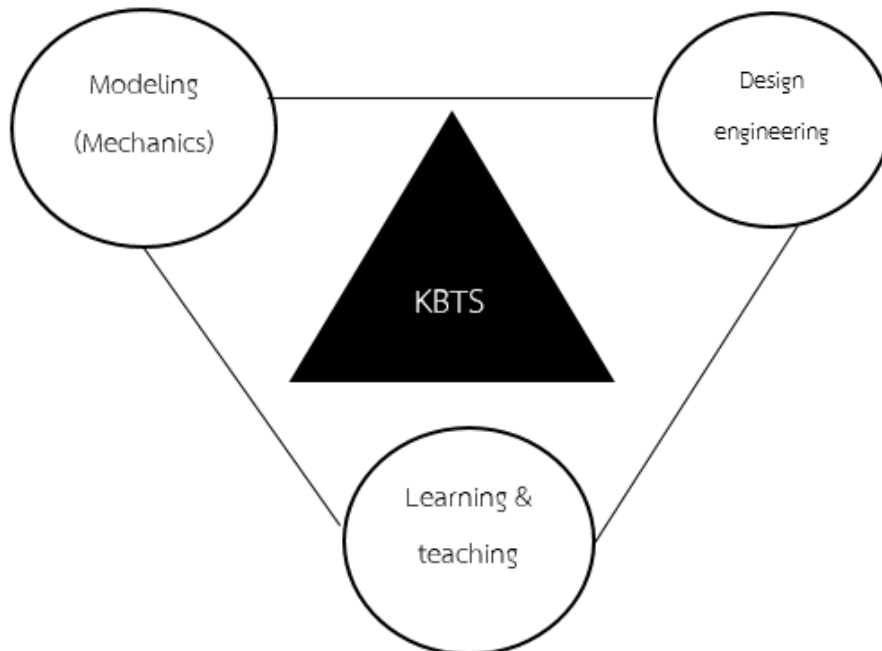 Modeling
(Mechanics)
Design
engineering
KBTS
Learning &
teaching